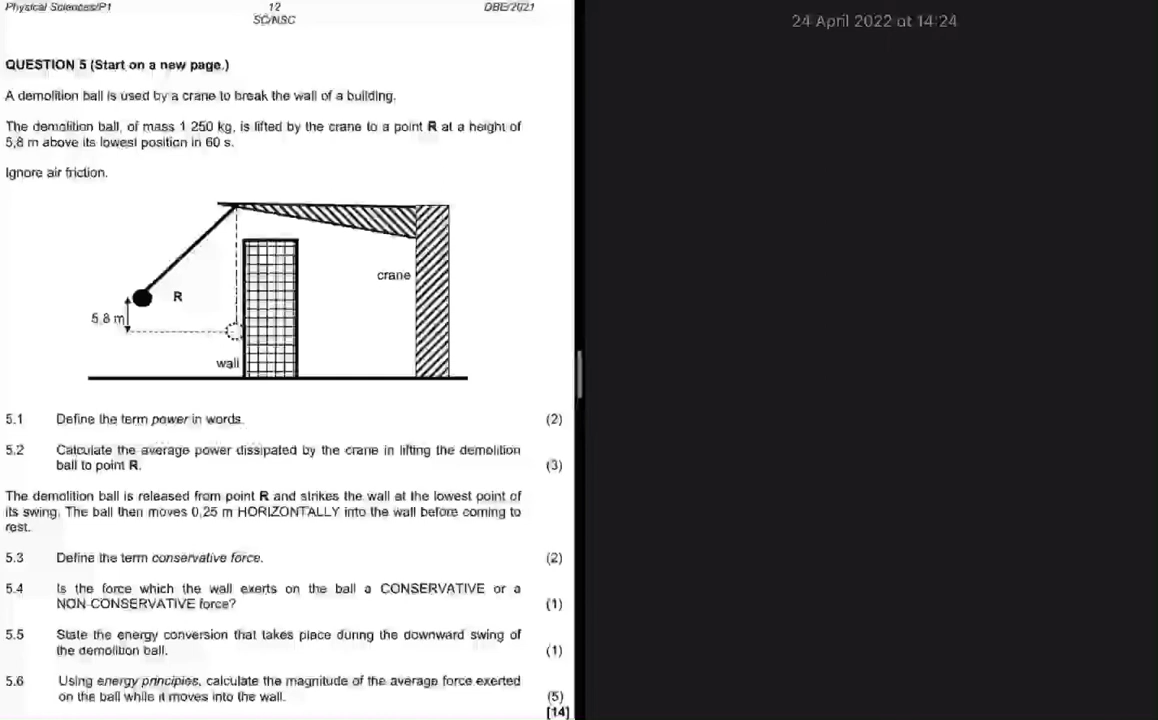 Physical Sciences/P1 12 DBE/2021
SC/NSC
24 April 2022 at 14:24
QUESTION 5 (Start on a new page.)
A demolition ball is used by a crane to break the wall of a building.
The demolition ball, of mass 1 250 kg, is lifted by the crane to a point R at a height of
5,8 m above its lowest position in 60 s.
Ignore air friction.
crane
R
5,8 m
wall
5.1 Define the term power in words. (2)
5.2 Calculate the average power dissipated by the crane in lifting the demolition
ball to point R. (3)
The demolition ball is released from point R and strikes the wall at the lowest point of
its swing. The ball then moves 0,25 m HORIZONTALLY into the wall before coming to
rest.
5.3 Define the term conservative force. (2)
5.4 Is the force which the wall exerts on the ball a CONSERVATIVE or a
NON-CONSERVATIVE force? (1)
5.5 State the energy conversion that takes place during the downward swing of
the demolition ball. (1)
5.6 Using energy principles, calculate the magnitude of the average force exerted
on the ball while it moves into the wall. (5)
[14]